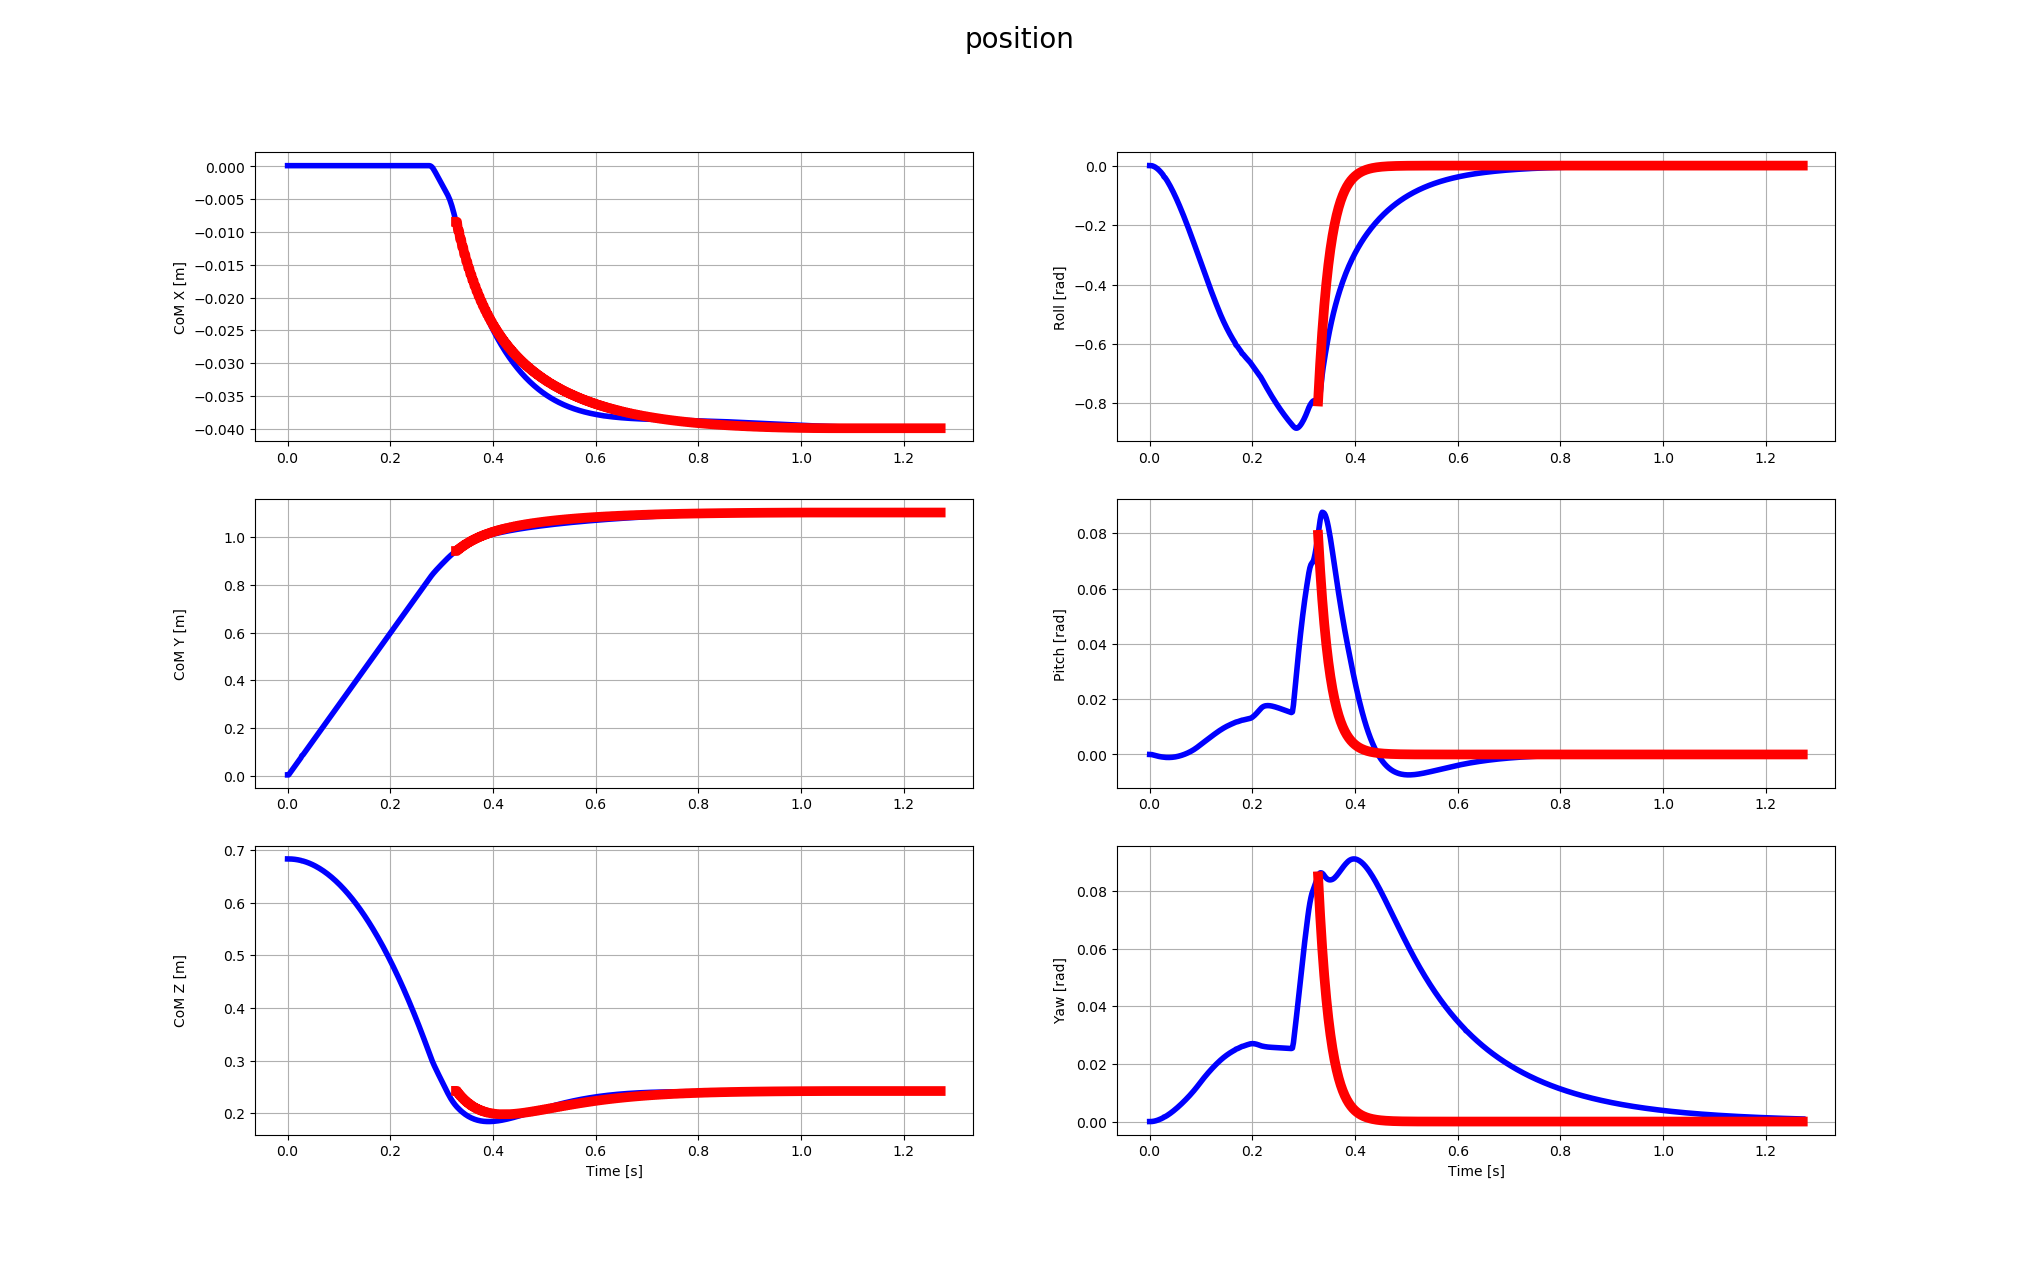 position
0.000
−0.005
−0.010
−0.015
−0.020
−0.025
−0.030
−0.035
−0.040
CoM X [m]
0.0 0.2 0.4 0.6 0.8 1.0 1.2
0.0
−0.2
−0.4
−0.6
−0.8
Roll [rad]
0.0 0.2 0.4 0.6 0.8 1.0 1.2
1.0
0.8
0.6
0.4
0.2
0.0
CoM Y [m]
0.0 0.2 0.4 0.6 0.8 1.0 1.2
0.08
0.06
0.04
0.02
0.00
Pitch [rad]
0.0 0.2 0.4 0.6 0.8 1.0 1.2
0.7
0.6
0.5
0.4
0.3
0.2
CoM Z [m]
0.0 0.2 0.4 0.6 0.8 1.0 1.2
Time [s]
0.08
0.06
0.04
0.02
0.00
Yaw [rad]
0.0 0.2 0.4 0.6 0.8 1.0 1.2
Time [s]